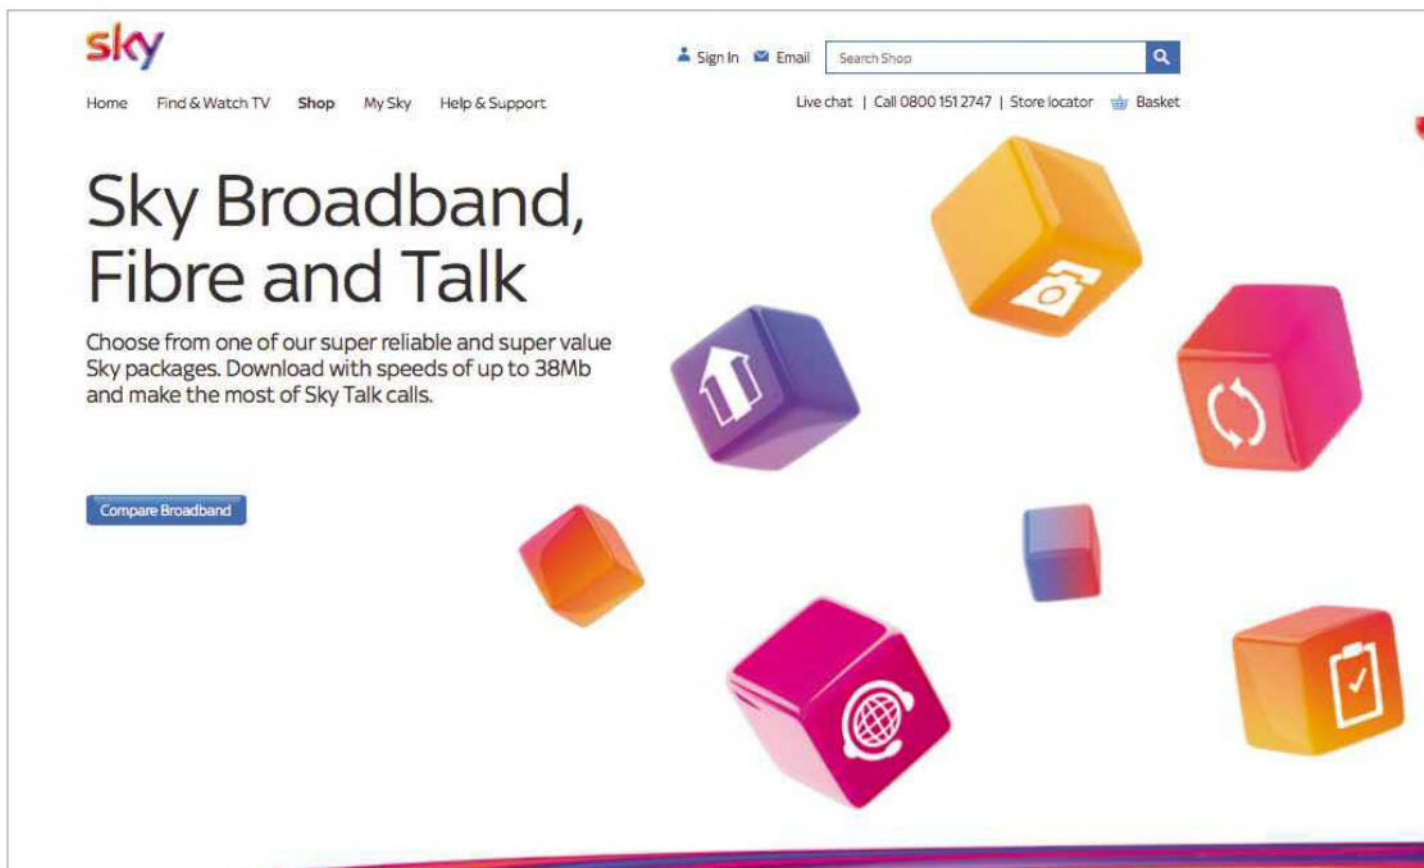 sky
Sign In Email Search Shop
Home Find & Watch TV Shop My Sky Help & Support
Live chat | Call 0800 151 2747 | Store locator Basket
Sky Broadband,
Fibre and Talk
Choose from one of our super reliable and super value
Sky packages. Download with speeds of up to 38Mb
and make the most of Sky Talk calls.
Compare Broadband